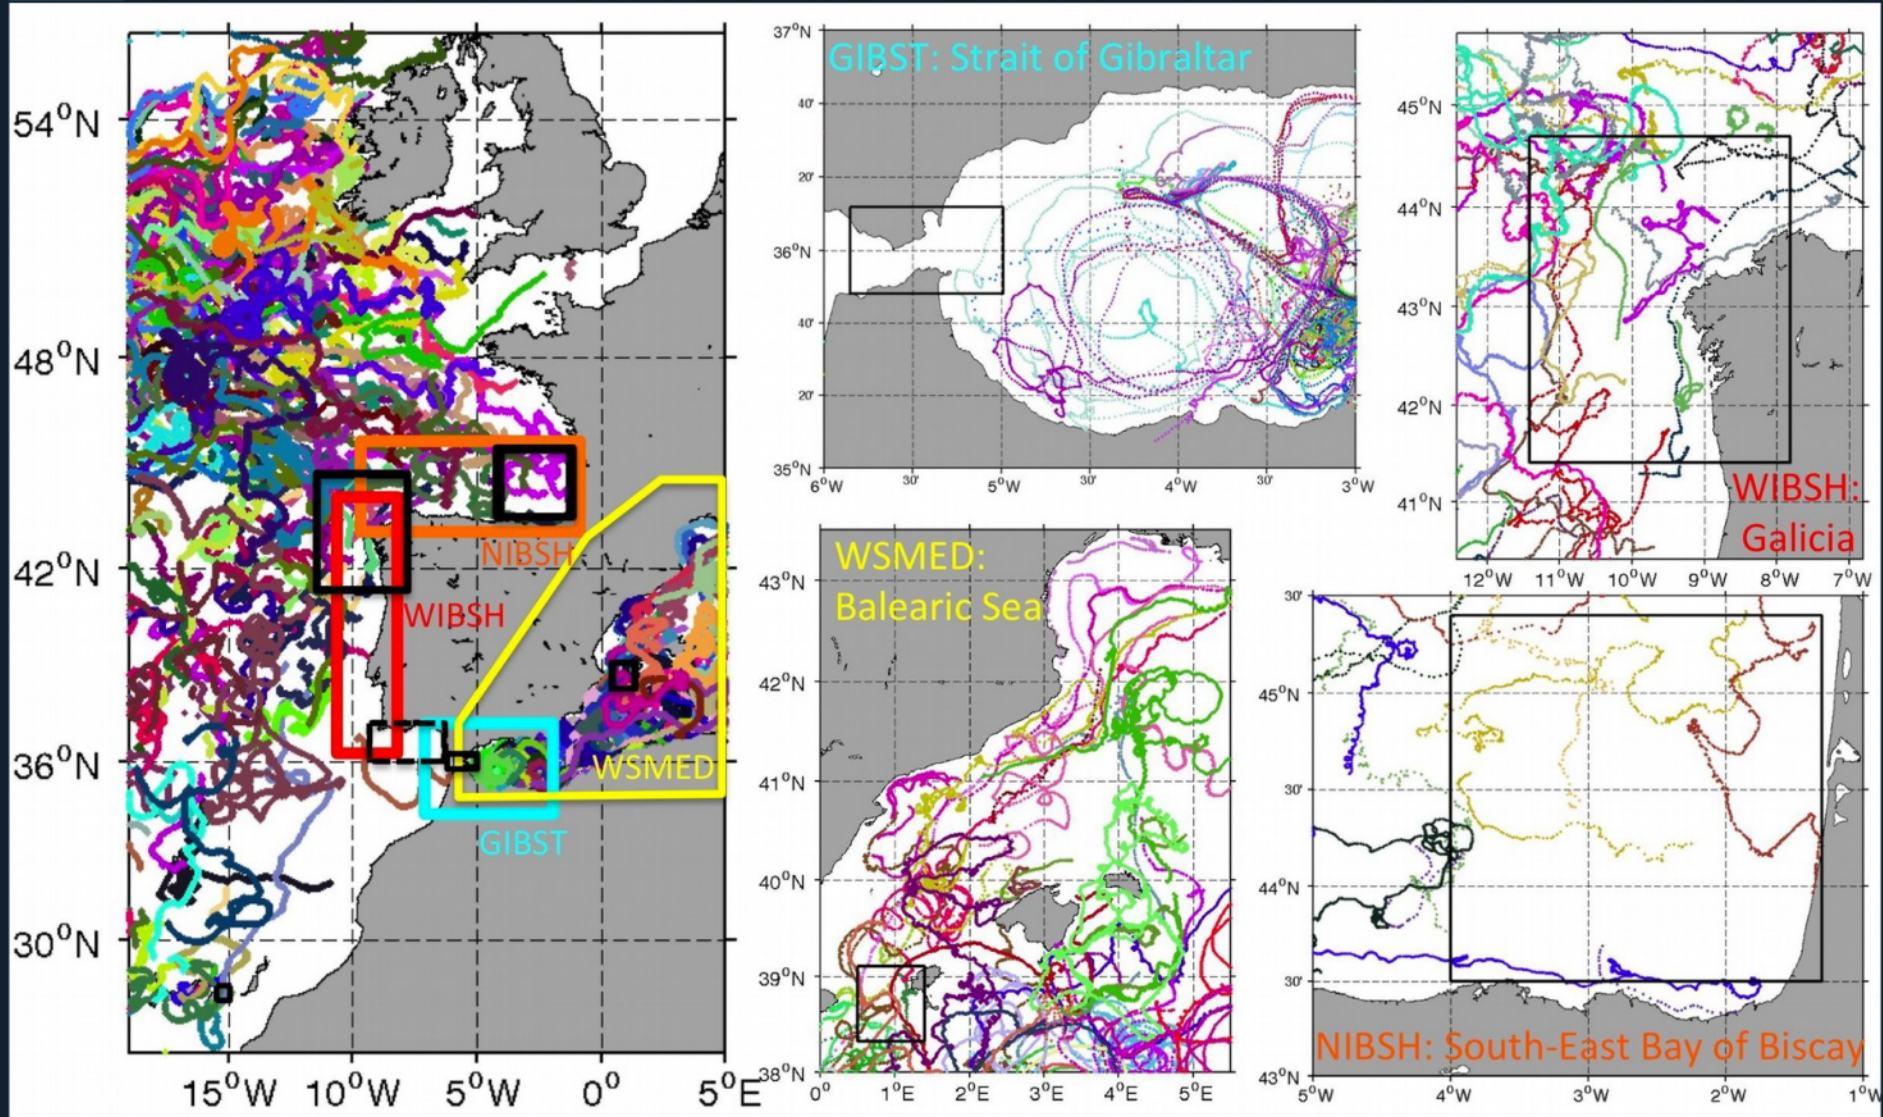 54°N
48°N
42°N
36°N
30°N
15°W
10°W
5°W
0°
5°E
NIBSH
WIBSH
WSMED
GIBST
GIBST: Strait of Gibraltar
37°N
40'
20'
36°N
40'
20'
35°N
6°W
30'
5°W
30'
4°W
30'
3°W
45°N
44°N
43°N
42°N
41°N
WIBSH:
Galicia
12°W
11°W
10°W
9°W
8°W
7°W
WSMED:
Balearic Sea
43°N
42°N
41°N
40°N
39°N
38°N
0°
1°E
2°E
3°E
4°E
5°E
30'
45°N
30'
44°N
30'
43°N
NIBSH: South-East Bay of Biscay
5°W
4°W
3°W
2°W
1°W